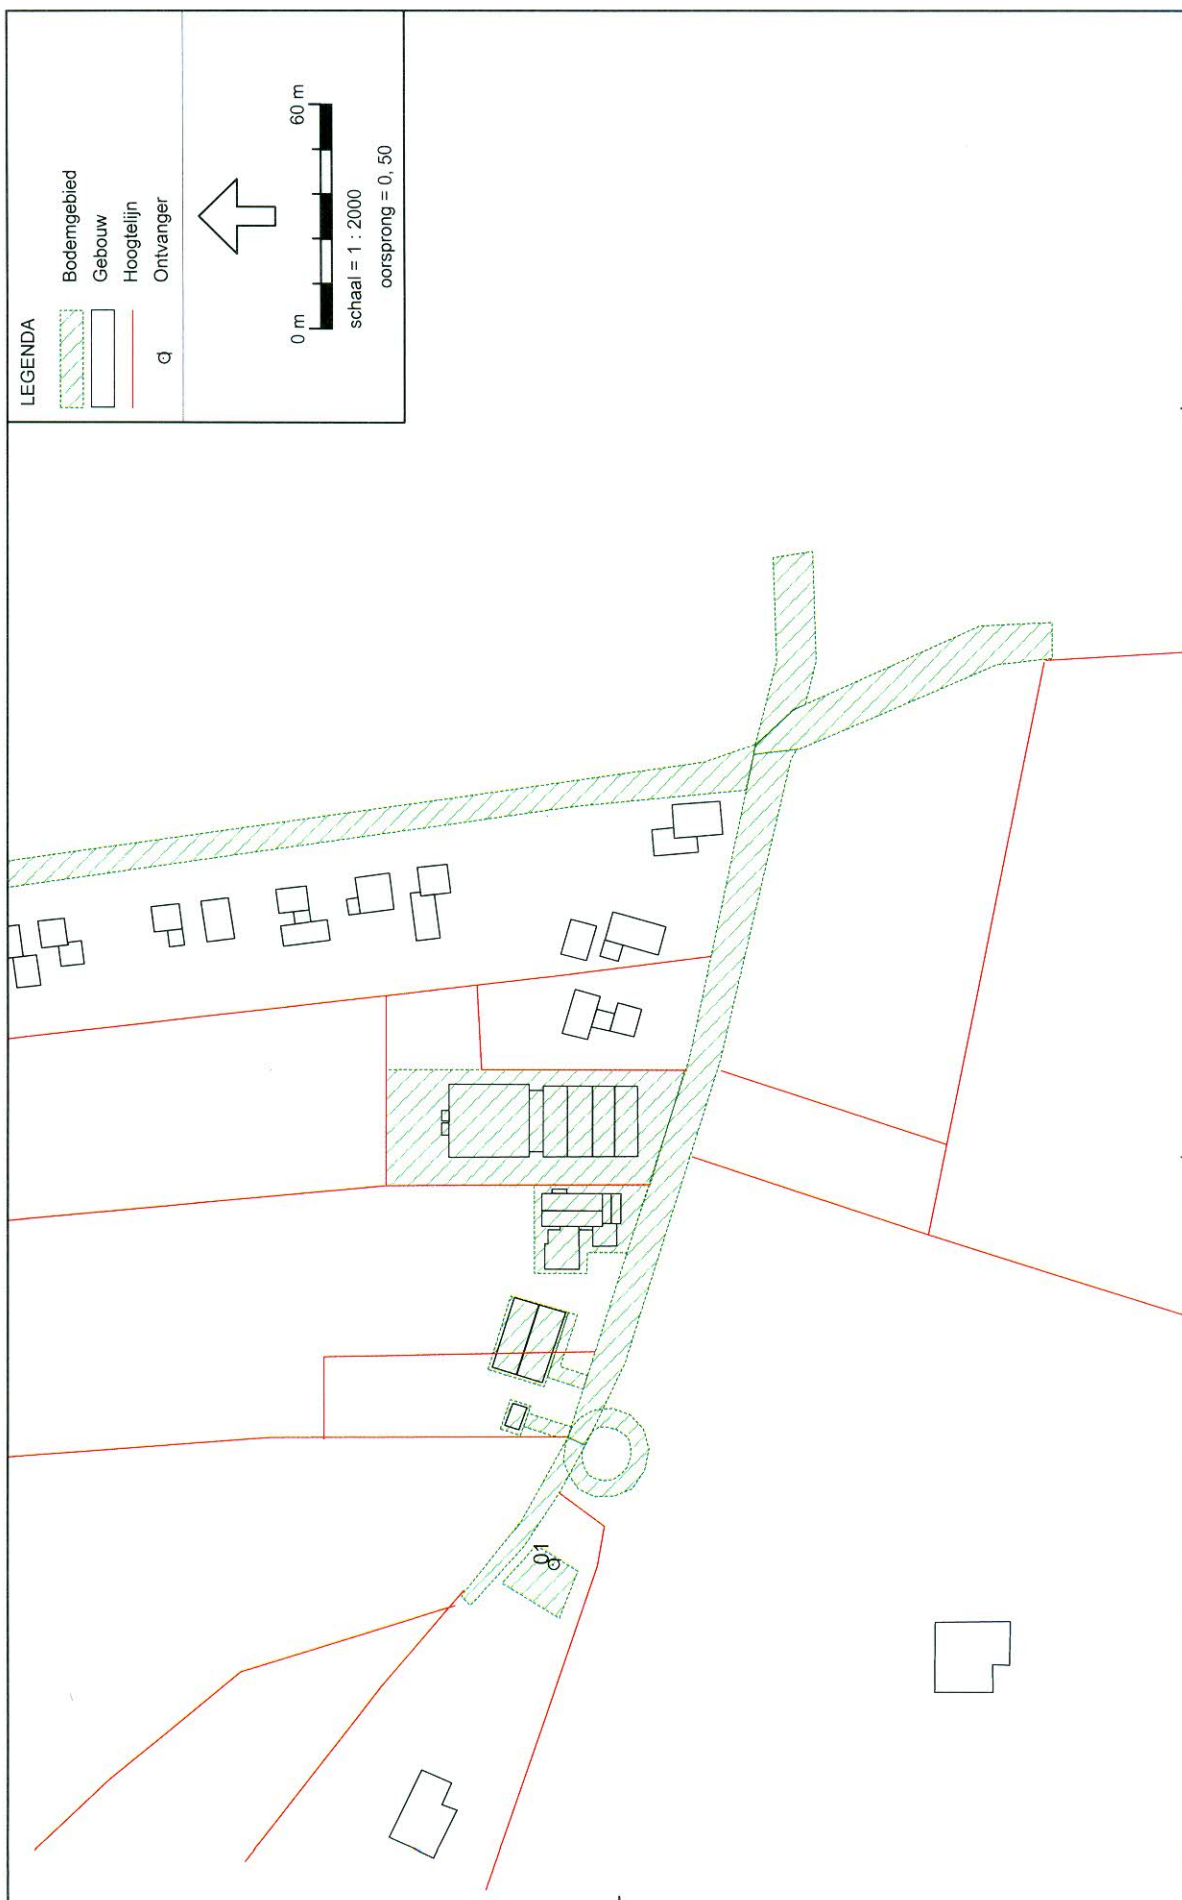 LEGENDA
Bodemgebied
Gebouw
Hoogtelijn
Ontvanger
0 m 60 m
schaal = 1 : 2000
oorsprong = 0, 50
01